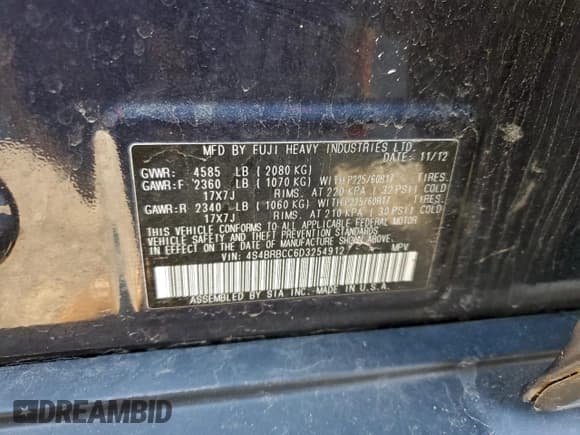 MFD BY FUJI HEAVY INDUSTRIES LTD.
DATE: 11/12
GVWR: 4585 LB ( 2080 KG)
GAWR:F 2360 LB ( 1070 KG) WITH P225/60R17 TIRES.
17X7J RIMS. AT 220 KPA ( 32 PSI) COLD
GAWR:R 2340 LB ( 1060 KG) WITH P225/60R17 TIRES.
17X7J RIMS. AT 210 KPA ( 30 PSI) COLD
THIS VEHICLE CONFORMS TO ALL APPLICABLE FEDERAL MOTOR
VEHICLE SAFETY STANDARDS
IN EFFECT ON THE DATE OF MANUFACTURE SHOWN ABOVE.
VIN: 4S4BRBCC6D3254912 MPV
ASSEMBLED BY SIA, INC. MADE IN U.S.A.
DREAMBID